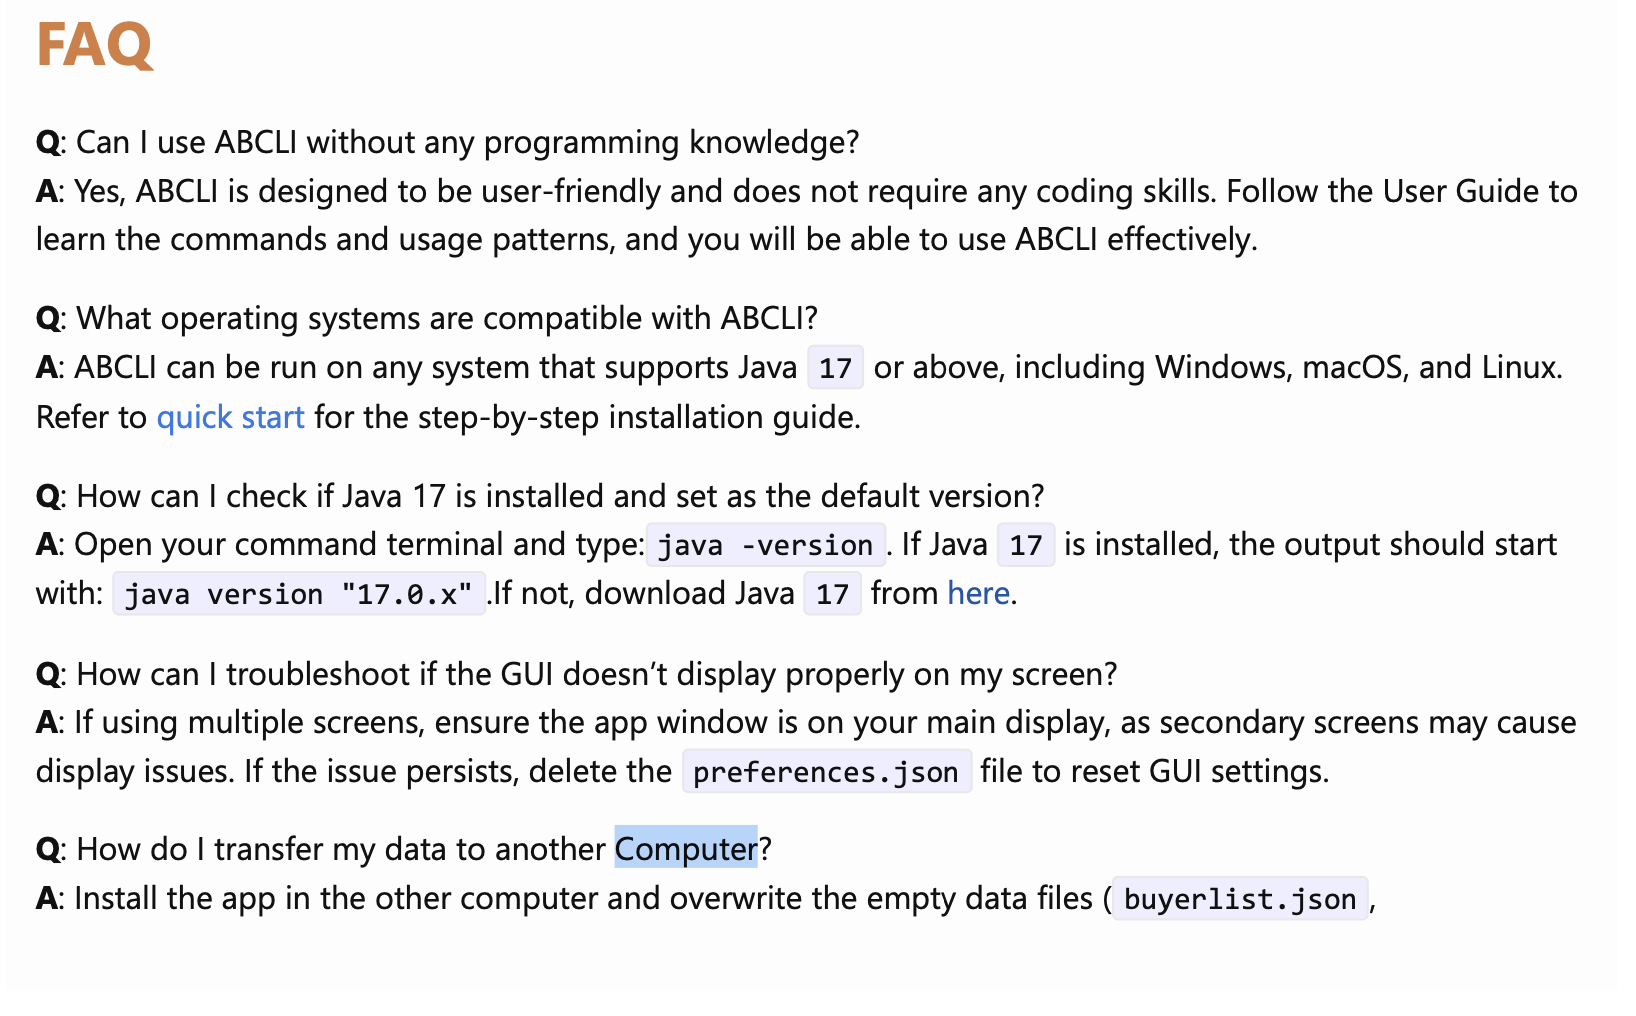 FAQ
Q: Can I use ABCLI without any programming knowledge?
A: Yes, ABCLI is designed to be user-friendly and does not require any coding skills. Follow the User Guide to
learn the commands and usage patterns, and you will be able to use ABCLI effectively.
Q: What operating systems are compatible with ABCLI?
A: ABCLI can be run on any system that supports Java 17 or above, including Windows, macOS, and Linux.
Refer to quick start for the step-by-step installation guide.
Q: How can I check if Java 17 is installed and set as the default version?
A: Open your command terminal and type: java -version. If Java 17 is installed, the output should start
with: java version "17.0.x".If not, download Java 17 from here.
Q: How can I troubleshoot if the GUI doesn’t display properly on my screen?
A: If using multiple screens, ensure the app window is on your main display, as secondary screens may cause
display issues. If the issue persists, delete the preferences.json file to reset GUI settings.
Q: How do I transfer my data to another Computer?
A: Install the app in the other computer and overwrite the empty data files (buyerlist.json,